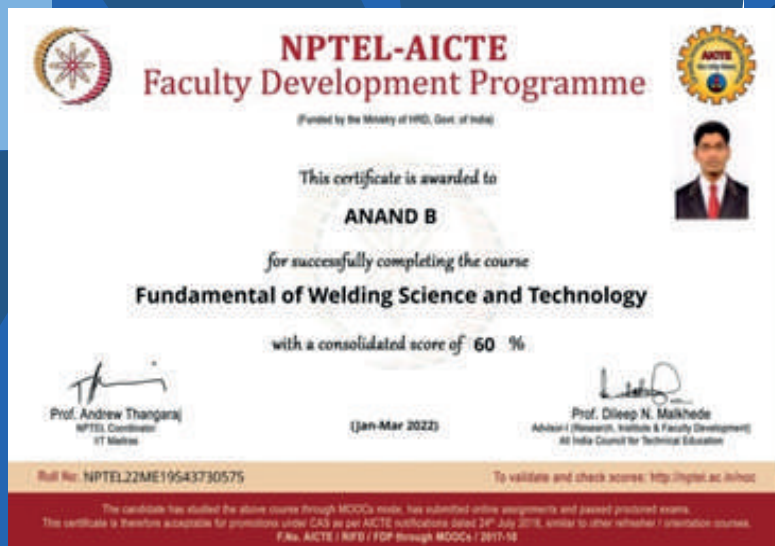 NPTEL-AICTE
Faculty Development Programme
(Funded by the Ministry of HRD, Govt. of India)
AICTE
This certificate is awarded to
ANAND B
for successfully completing the course
Fundamental of Welding Science and Technology
with a consolidated score of 60 %
Prof. Andrew Thangaraj
NPTEL Coordinator
IIT Madras
(Jan-Mar 2022)
Prof. Dileep N. Malkhede
Advisor-I (Research, Institute & Faculty Development)
All India Council for Technical Education
Roll No: NPTEL22ME19S43730575
To validate and check scores: http://nptel.ac.in/noc
The candidate has studied the above course through MOOCs mode, has submitted online assignments and passed proctored exams.
This certificate is therefore acceptable for promotions under CAS as per AICTE notifications dated 24th July 2018, similar to other refresher / orientation courses.
F.No. AICTE / RIFD / FDP through MOOCs / 2017-18